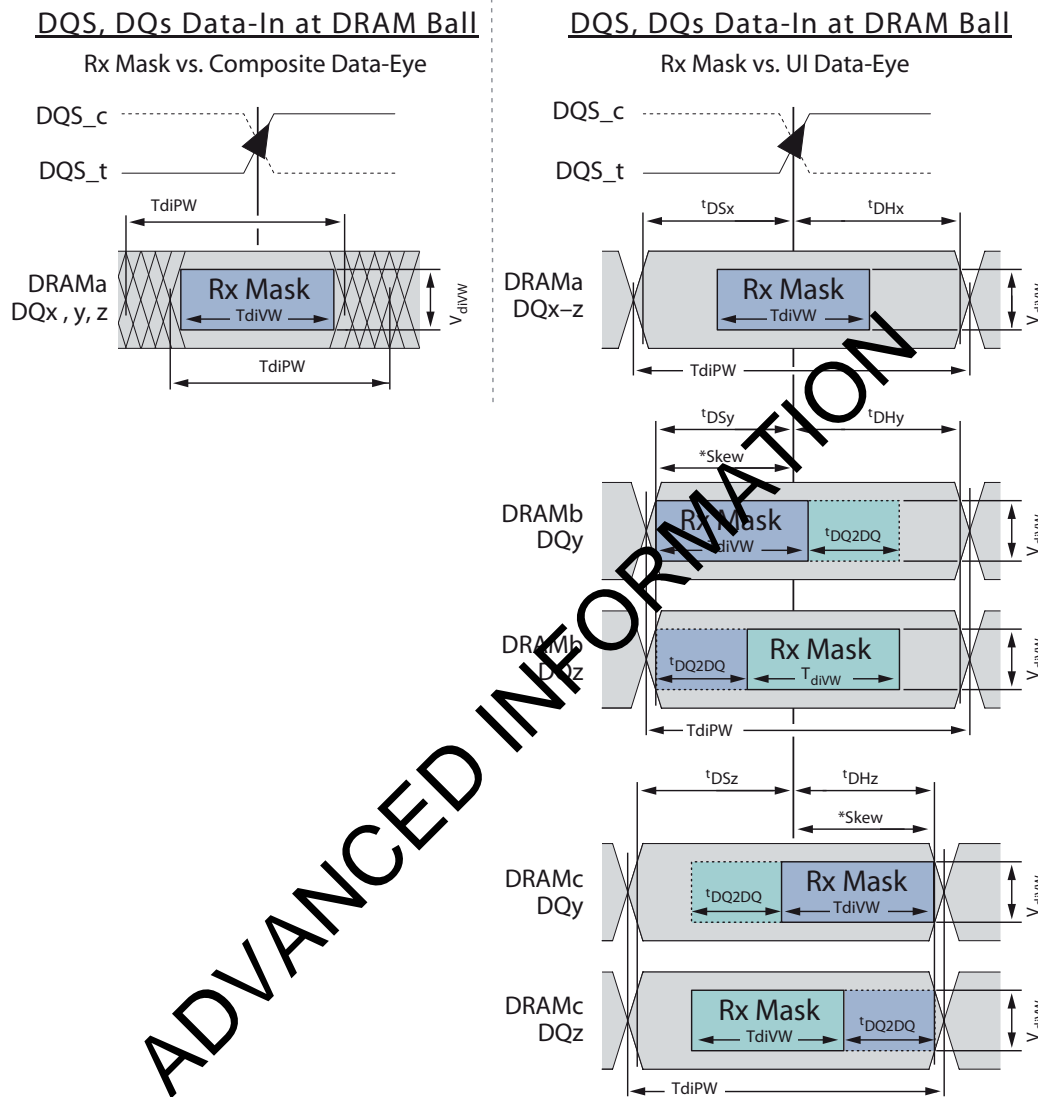 DQS, DQs Data-In at DRAM Ball
Rx Mask vs. Composite Data-Eye
DQS_c
DQS_t
TdiPW
DRAMa
DQx , y, z
Rx Mask
TdiVW
VdiVW
TdiPW
DQS, DQs Data-In at DRAM Ball
Rx Mask vs. UI Data-Eye
DQS_c
DQS_t
tDSx
tDHx
DRAMa
DQx–z
Rx Mask
TdiVW
TdiPW
tDSy
tDHy
*Skew
DRAMb
DQy
Rx Mask
TdiVW
tDQ2DQ
DRAMb
DQz
tDQ2DQ
Rx Mask
TdiVW
TdiPW
tDSz
tDHz
*Skew
DRAMc
DQy
tDQ2DQ
Rx Mask
TdiVW
DRAMc
DQz
Rx Mask
TdiVW
tDQ2DQ
TdiPW
ADVANCED INFORMATION